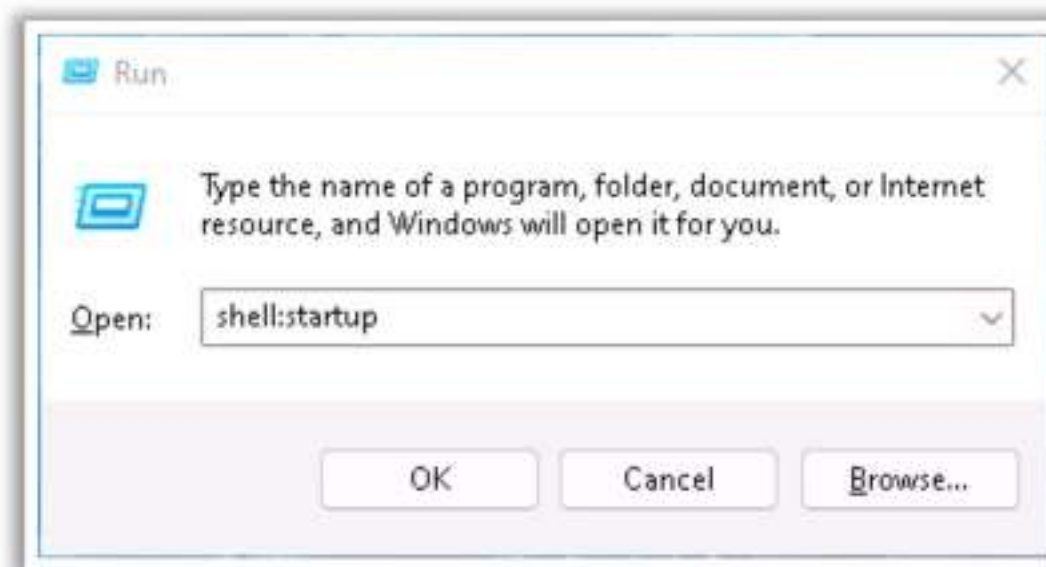 Run
Type the name of a program, folder, document, or Internet
resource, and Windows will open it for you.
Open: shell:startup
OK Cancel Browse...